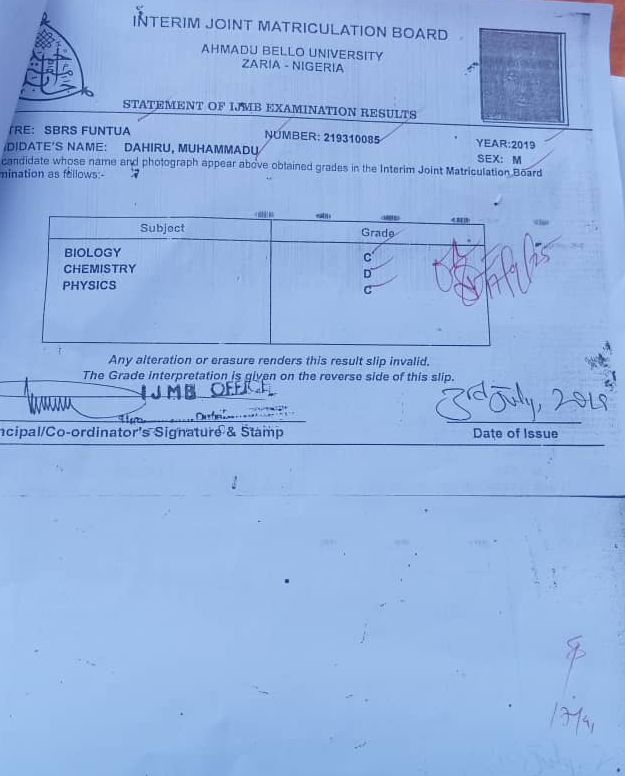 INTERIM JOINT MATRICULATION BOARD
AHMADU BELLO UNIVERSITY
ZARIA - NIGERIA
STATEMENT OF IJMB EXAMINATION RESULTS
TRE: SBRS FUNTUA NUMBER: 219310085 YEAR:2019
DIDATE'S NAME: DAHIRU, MUHAMMADU SEX: M
candidate whose name and photograph appear above obtained grades in the Interim Joint Matriculation Board
mination as follows:-
Subject Grade
BIOLOGY C
CHEMISTRY D
PHYSICS C
Any alteration or erasure renders this result slip invalid.
The Grade interpretation is given on the reverse side of this slip.
IJMB OFFICE
3rd July, 2019
ncipal/Co-ordinator's Signature & Stamp Date of Issue